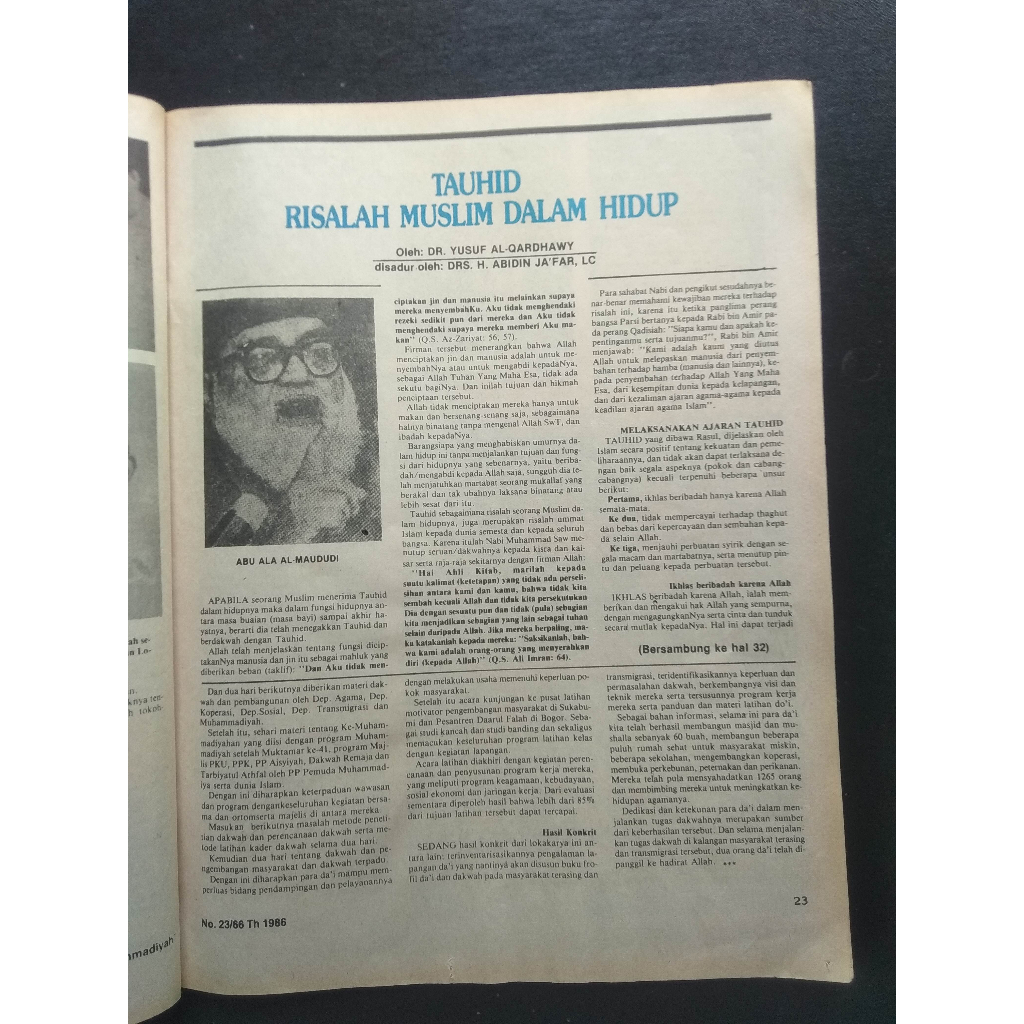 TAUHID
RISALAH MUSLIM DALAM HIDUP
Oleh: DR. YUSUF AL-QARDHAWY
disadur oleh: DRS. H. ABIDIN JA'FAR, LC
ABU ALA AL-MAUDUDI
APABILA seorang Muslim menerima Tauhid
dalam hidupnya maka dalam fungsi hidupnya an-
tara masa buaian (masa bayi) sampai akhir ha-
yatnya, berarti dia telah menegakkan Tauhid dan
berdakwah dengan Tauhid.
Allah telah menjelaskan tentang fungsi dicip-
takanNya manusia dan jin itu sebagai mahluk yang
diberikan beban (taklif): "Dan Aku tidak men-
ciptakan jin dan manusia itu melainkan supaya
mereka menyembahKu. Aku tidak menghendaki
rezeki sedikit pun dari mereka dan Aku tidak
menghendaki supaya mereka memberi Aku ma-
kan" (Q.S. Az-Zariyat: 56, 57).
Firman tersebut menerangkan bahwa Allah
menciptakan jin dan manusia adalah untuk me-
nyembahNya atau untuk mengabdi kepadaNya,
sebagai Allah Tuhan Yang Maha Esa, tidak ada
sekutu bagiNya. Dan inilah tujuan dan hikmah
penciptaan tersebut.
Allah tidak menciptakan mereka hanya untuk
makan dan bersenang-senang saja, sebagaimana
halnya binatang tanpa mengenal Allah SwT, dan
ibadah kepadaNya.
Barangsiapa yang menghabiskan umurnya da-
lam hidup ini tanpa menjalankan tujuan dan fung-
si dari hidupnya yang sebenarnya, yaitu beriba-
dah/mengabdi kepada Allah saja, sungguh dia te-
lah menjatuhkan martabat seorang mukallaf yang
berakal dan tak ubahnya laksana binatang atau
lebih sesat dari itu.
Tauhid sebagaimana risalah seorang Muslim da-
lam hidupnya, juga merupakan risalah ummat
Islam kepada dunia semesta dan kepada seluruh
bangsa. Karena itulah Nabi Muhammad Saw me-
nutup seruan/dakwahnya kepada kisra dan kai-
sar serta raja-raja sekitarnya dengan firman Allah:
"Hai Ahli Kitab, marilah kepada
suatu kalimat (ketetapan) yang tidak ada perseli-
sihan antara kami dan kamu, bahwa tidak kita
sembah kecuali Allah dan tidak kita persekutukan
Dia dengan sesuatu pun dan tidak (pula) sebagian
kita menjadikan sebagian yang lain sebagai tuhan
selain daripada Allah. Jika mereka berpaling, ma-
ka katakanlah kepada mereka: "Saksikanlah, bah-
wa kami adalah orang-orang yang menyerahkan
diri (kepada Allah)" (Q.S. Ali Imran: 64).
Para sahabat Nabi dan pengikut sesudahnya be-
nar-benar memahami kewajiban mereka terhadap
risalah ini, karena itu ketika panglima perang
bangsa Parsi bertanya kepada Rabi bin Amir pa-
da perang Qadisiah: "Siapa kamu dan apakah ke-
pentinganmu serta tujuanmu?", Rabi bin Amir
menjawab: "Kami adalah kaum yang diutus
Allah untuk melepaskan manusia dari penyem-
bahan terhadap hamba (manusia dan lainnya), ke-
pada penyembahan terhadap Allah Yang Maha
Esa, dari kesempitan dunia kepada kelapangan,
dan dari kezaliman ajaran agama-agama kepada
keadilan ajaran agama Islam".
MELAKSANAKAN AJARAN TAUHID
TAUHID yang dibawa Rasul, dijelaskan oleh
Islam secara positif tentang kekuatan dan peme-
liharaannya, dan tidak akan dapat terlaksana de-
ngan baik segala aspeknya (pokok dan cabang-
cabangnya) kecuali terpenuhi beberapa unsur
berikut:
Pertama, ikhlas beribadah hanya karena Allah
semata-mata.
Ke dua, tidak mempercayai terhadap thaghut
dan bebas dari kepercayaan dan sembahan kepa-
da selain Allah.
Ke tiga, menjauhi perbuatan syirik dengan se-
gala macam dan martabatnya, serta menutup pin-
tu dan peluang kepada perbuatan tersebut.
Ikhlas beribadah karena Allah
IKHLAS beribadah karena Allah, ialah mem-
berikan dan mengakui hak Allah yang sempurna,
dengan mengagungkanNya serta cinta dan tunduk
secara mutlak kepadaNya. Hal ini dapat terjadi
(Bersambung ke hal 32)
Dan dua hari berikutnya diberikan materi dak-
wah dan pembangunan oleh Dep. Agama, Dep.
Koperasi, Dep.Sosial, Dep. Transmigrasi dan
Muhammadiyah.
Setelah itu, sehari materi tentang Ke-Muham-
madiyahan yang diisi dengan program Muham-
madiyah setelah Muktamar ke-41, program Maj-
lis PKU, PPK, PP Aisyiyah, Dakwah Remaja dan
Tarbiyatul Athfal oleh PP Pemuda Muhammad-
iya serta dunia Islam.
Dengan ini diharapkan keserpaduan wawasan
dan program dengankeseluruhan kegiatan bersa-
ma dan ortomserta majelis di antara mereka.
Masukan berikutnya masalah metode peneli-
tian dakwah dan perencanaan dakwah serta me-
tode latihan kader dakwah selama dua hari.
Kemudian dua hari tentang dakwah dan pe-
ngembangan masyarakat dan dakwah terpadu.
Dengan ini diharapkan para da'i mampu mem-
perluas bidang pendampingan dan pelayanannya
dengan melakukan usaha memenuhi keperluan po-
kok masyarakat.
Setelah itu acara kunjungan ke pusat latihan
motivator pengembangan masyarakat di Sukabu-
mi dan Pesantren Daarul Falah di Bogor. Seba-
gai studi kancah dan studi banding dan sekaligus
memacukan keseluruhan program latihan kelas
dengan kegiatan lapangan.
Acara latihan diakhiri dengan kegiatan peren-
canaan dan penyusunan program kerja mereka,
yang meliputi program keagamaan, kebudayaan,
sosial ekonomi dan jaringan kerja. Dari evaluasi
sementara diperoleh hasil bahwa lebih dari 85%
dari tujuan latihan tersebut dapat tercapai.
Hasil Konkrit
SEDANG hasil konkrit dari lokakarya ini an-
tara lain: terinventarisasikannya pengalaman la-
pangan da'i yang nantinya akan disusun buku fro-
fil da'i dan dakwah pada masyarakat terasing dan
transmigrasi, teridentifikasikannya keperluan dan
permasalahan dakwah, berkembangnya visi dan
teknik mereka serta tersusunnya program kerja
mereka serta panduan dan materi latihan do'i.
Sebagai bahan informasi, selama ini para da'i
kita telah berhasil membangun masjid dan mu-
shalla sebanyak 60 buah, membangun beberapa
puluh rumah sehat untuk masyarakat miskin,
beberapa sekolahan, mengembangkan koperasi,
membuka perkebunan, peternakan dan perikanan.
Mereka telah pula mensyahadatkan 1265 orang
dan membimbing mereka untuk meningkatkan ke-
hidupan agamanya.
Dedikasi dan ketekunan para da'i dalam men-
jalankan tugas dakwahnya merupakan sumber
dari keberhasilan tersebut. Dan selama menjalan-
kan tugas dakwah di kalangan masyarakat terasing
dan transmigrasi tersebut, dua orang da'i telah di-
panggil ke hadirat Allah. ***
No. 23/66 Th 1986
23